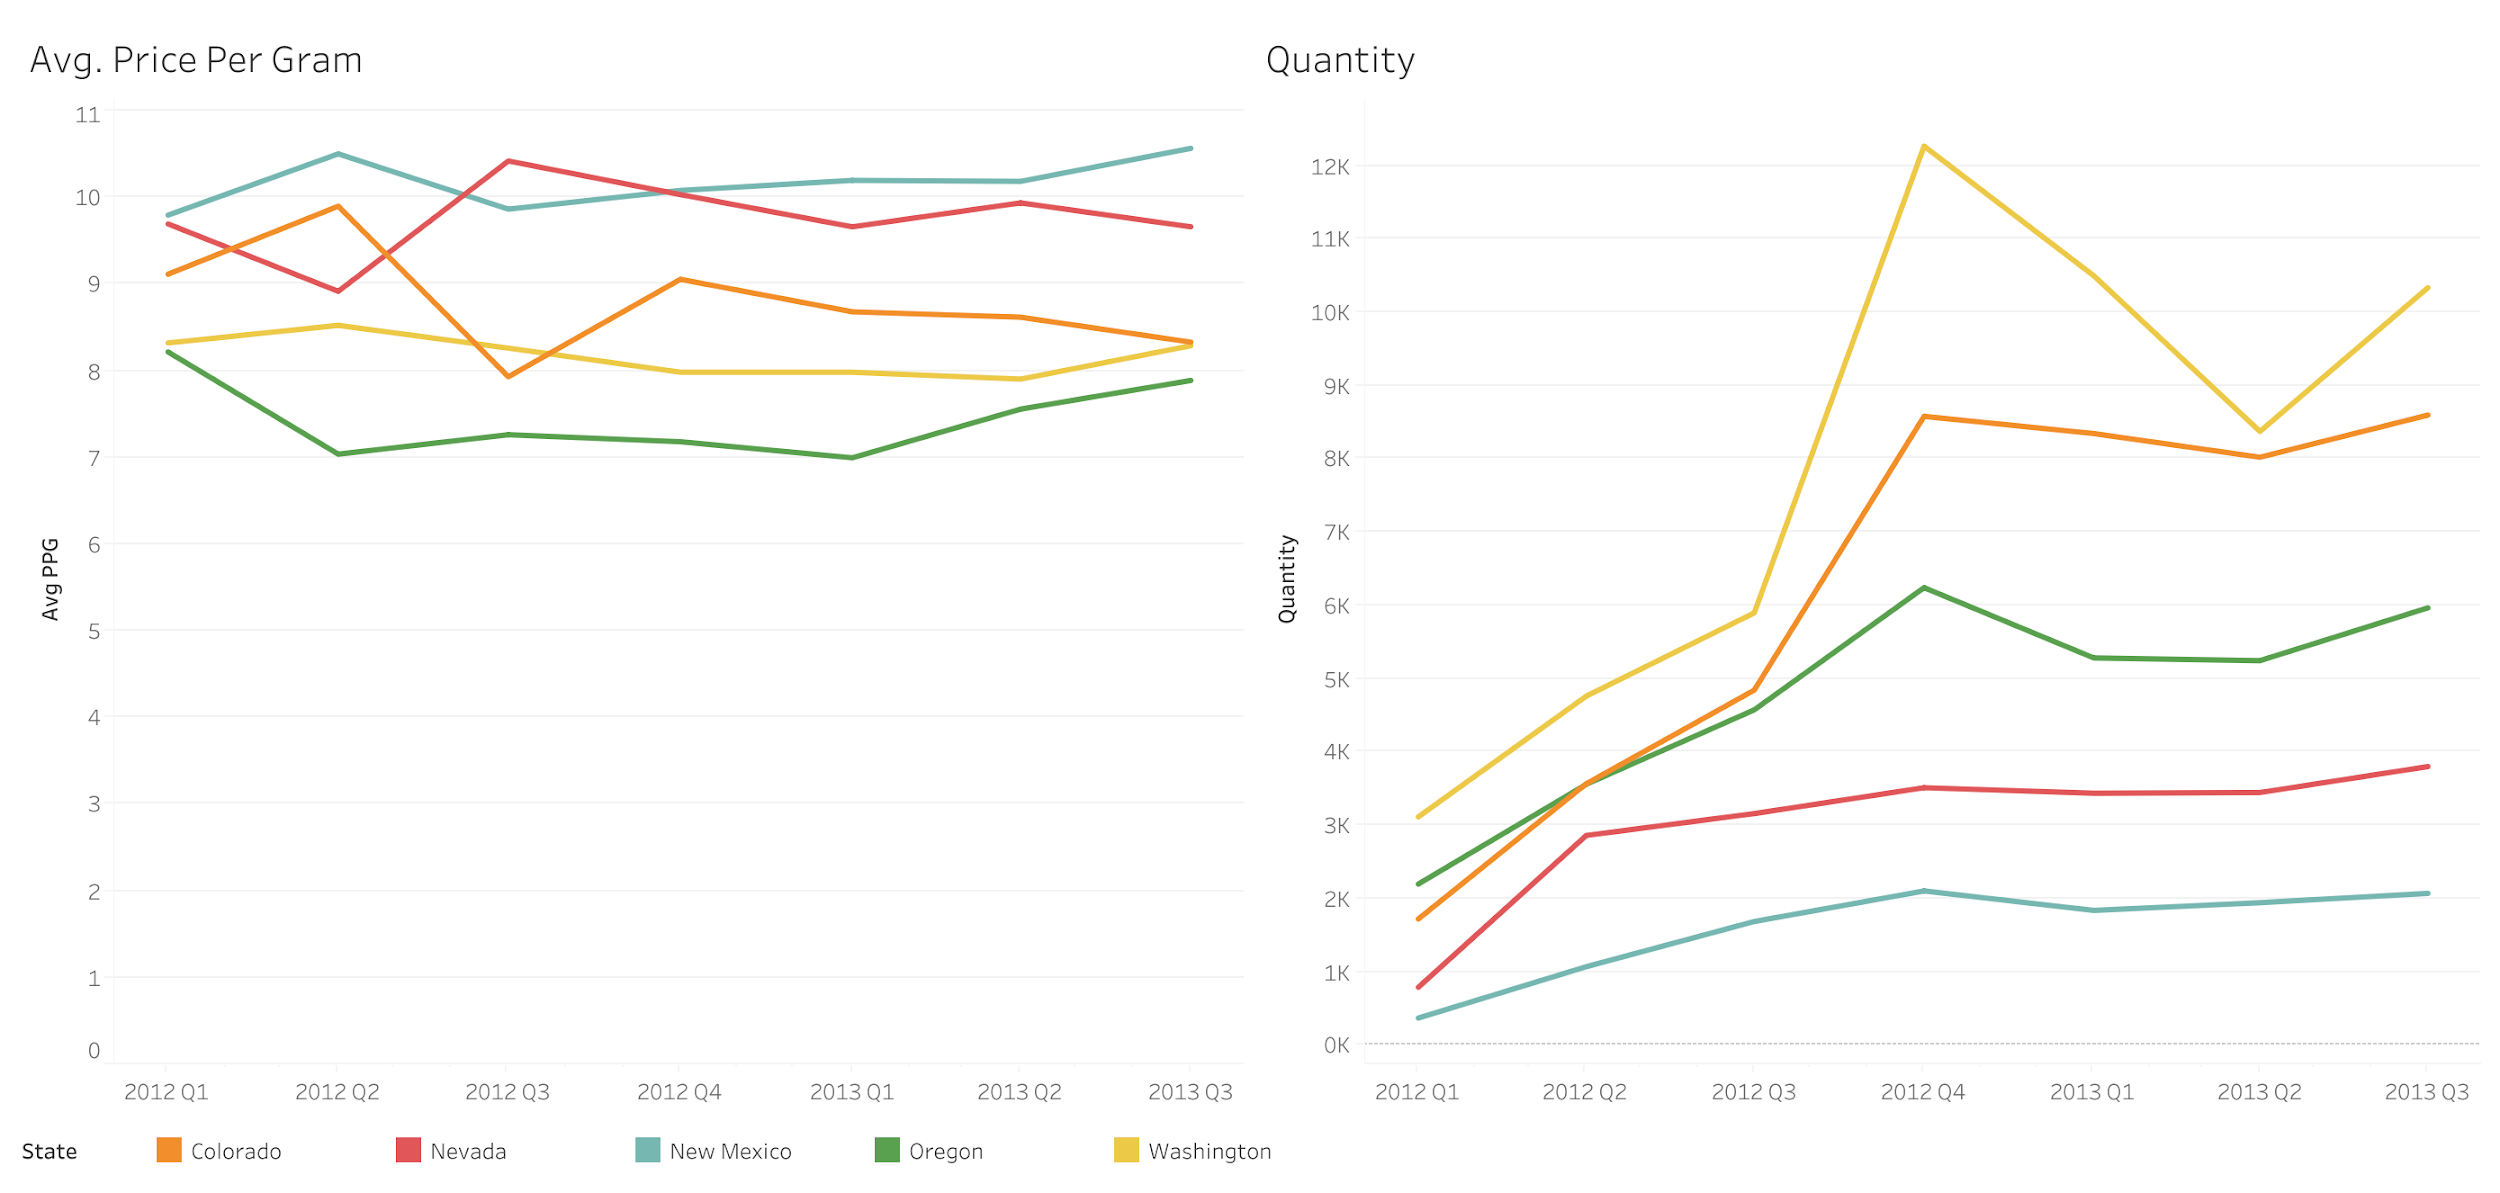 Avg. Price Per Gram
11
10
9
8
7
6
5
4
3
2
1
0
Avg PPG
2012 Q1 2012 Q2 2012 Q3 2012 Q4 2013 Q1 2013 Q2 2013 Q3
Quantity
12K
11K
10K
9K
8K
7K
6K
5K
4K
3K
2K
1K
0K
Quantity
2012 Q1 2012 Q2 2012 Q3 2012 Q4 2013 Q1 2013 Q2 2013 Q3
State Colorado Nevada New Mexico Oregon Washington